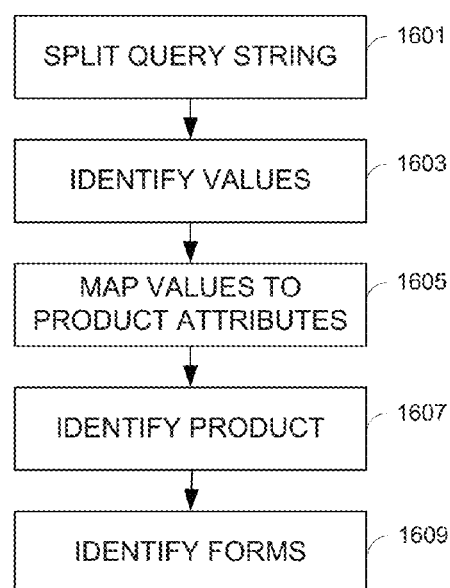 SPLIT QUERY STRING
1601
IDENTIFY VALUES
1603
MAP VALUES TO
PRODUCT ATTRIBUTES
1605
IDENTIFY PRODUCT
1607
IDENTIFY FORMS
1609